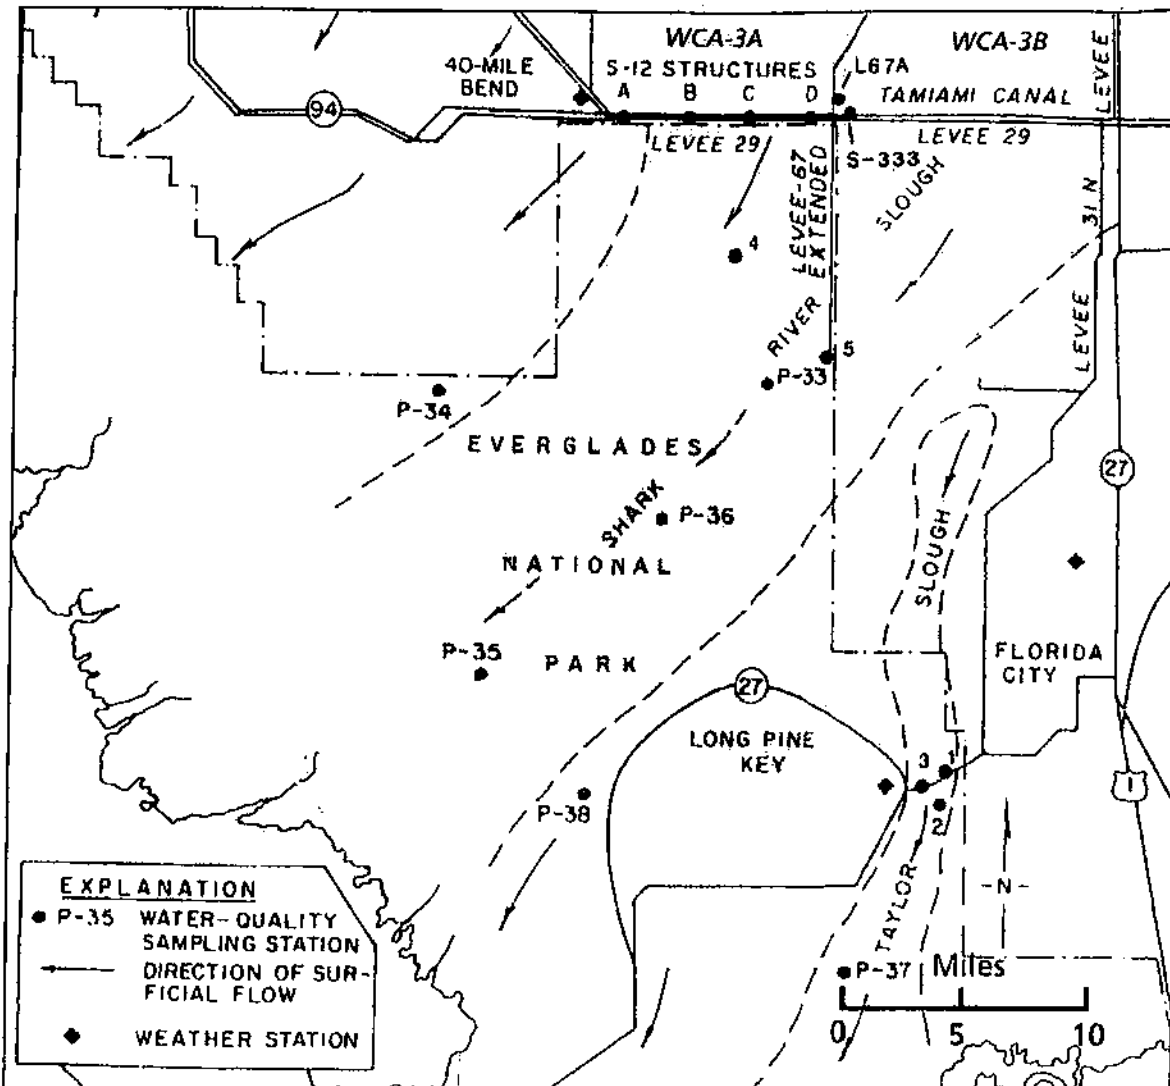 WCA-3A
WCA-3B
LEVEE
40-MILE
BEND
S-12 STRUCTURES
L67A
A B C D
TAMIAMI CANAL
94
LEVEE 29
LEVEE 29
S-333
LEVEE-67
EXTENDED
SLOUGH
31 N
LEVEE
4
RIVER
5
P-33
P-34
EVERGLADES
27
SHARK
P-36
SLOUGH
NATIONAL
P-35
PARK
FLORIDA
CITY
27
LONG PINE
KEY
3
1
1
P-38
2
TAYLOR
-N-
EXPLANATION
P-35 WATER-QUALITY
SAMPLING STATION
DIRECTION OF SUR-
FICIAL FLOW
WEATHER STATION
P-37
Miles
0 5 10